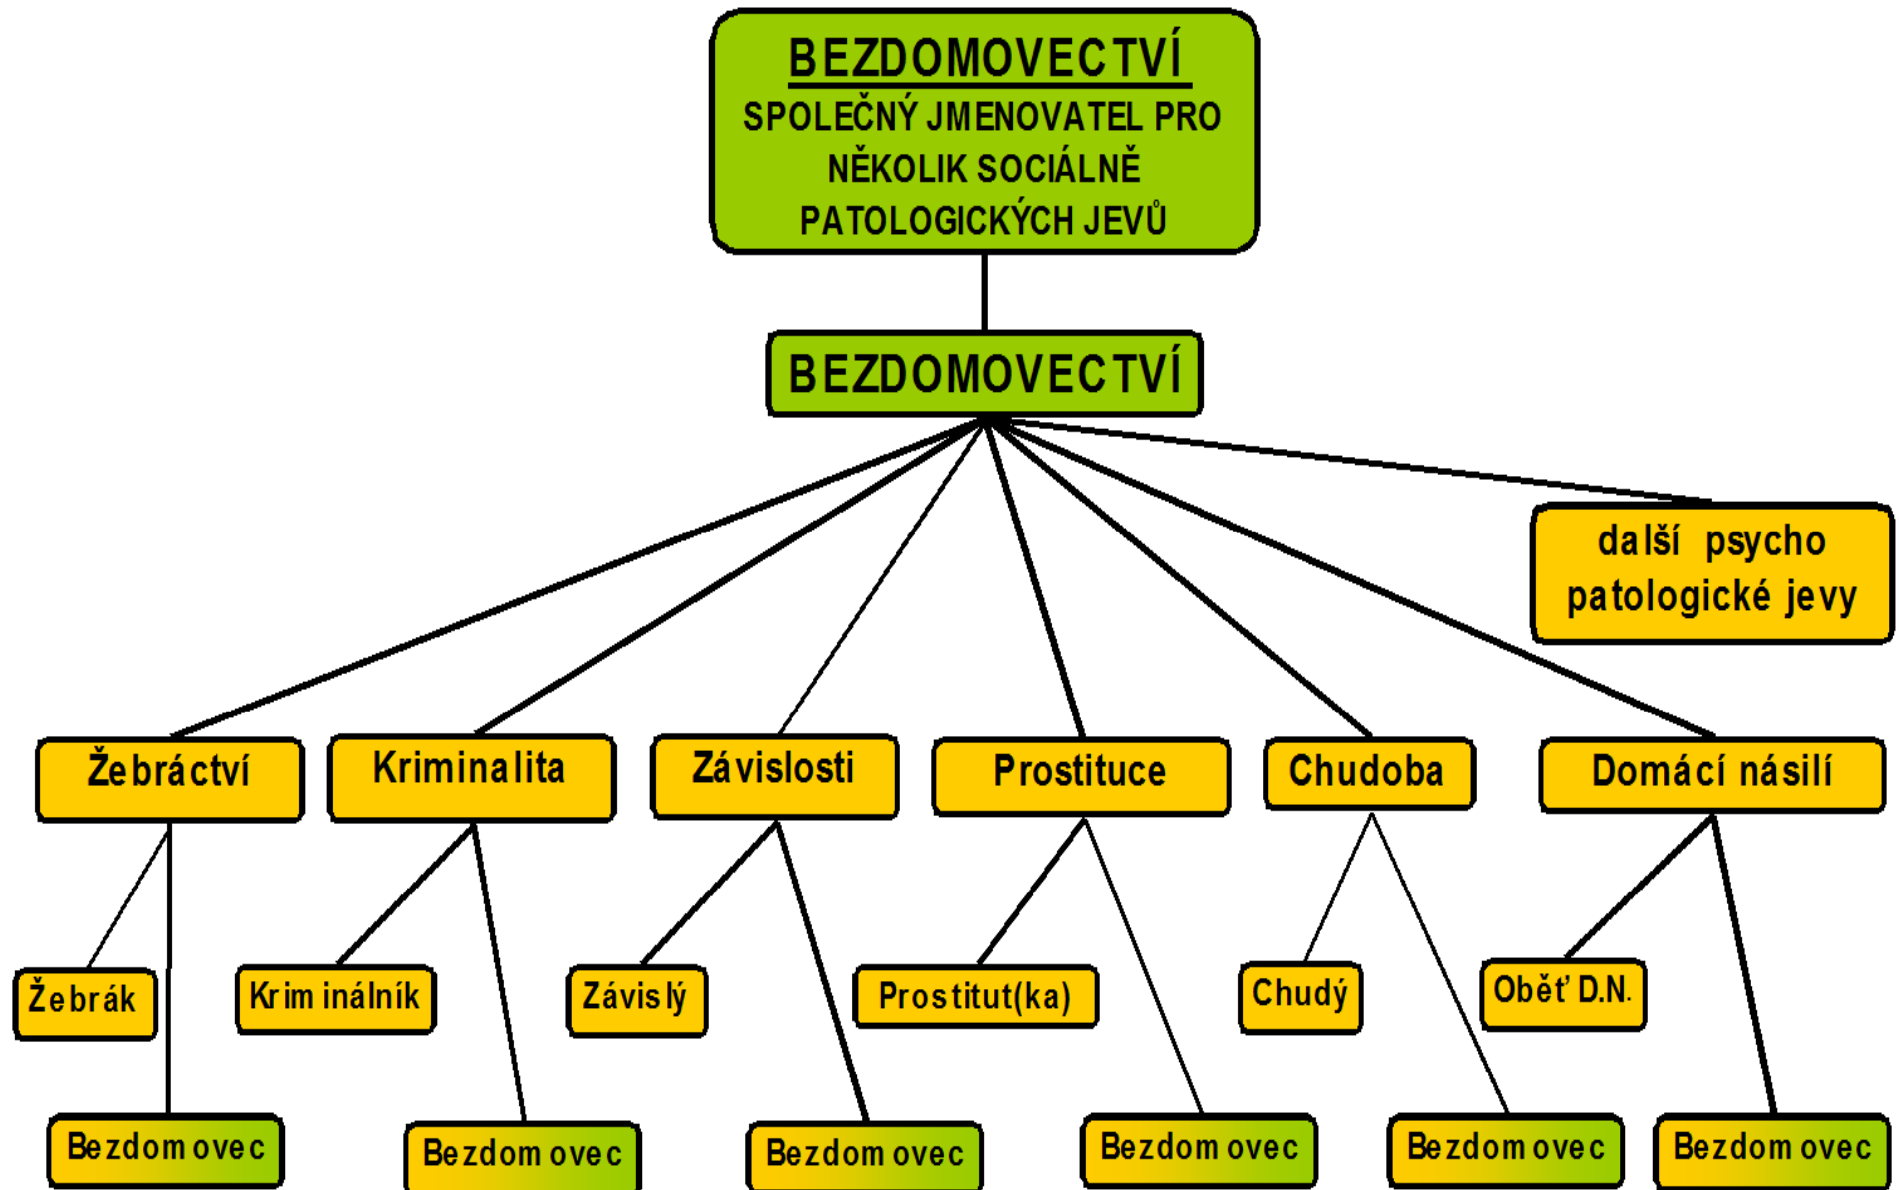 BEZDOMOVECTVÍ
SPOLEČNÝ JMENOVATEL PRO
NĚKOLIK SOCIÁLNĚ
PATOLOGICKÝCH JEVŮ
BEZDOMOVECTVÍ
další psycho
patologické jevy
Žebráctví
Kriminalita
Závislosti
Prostituce
Chudoba
Domácí násilí
Žebrák
Kriminálník
Závislý
Prostitut(ka)
Chudý
Oběť D.N.
Bezdomovec
Bezdomovec
Bezdomovec
Bezdomovec
Bezdomovec
Bezdomovec